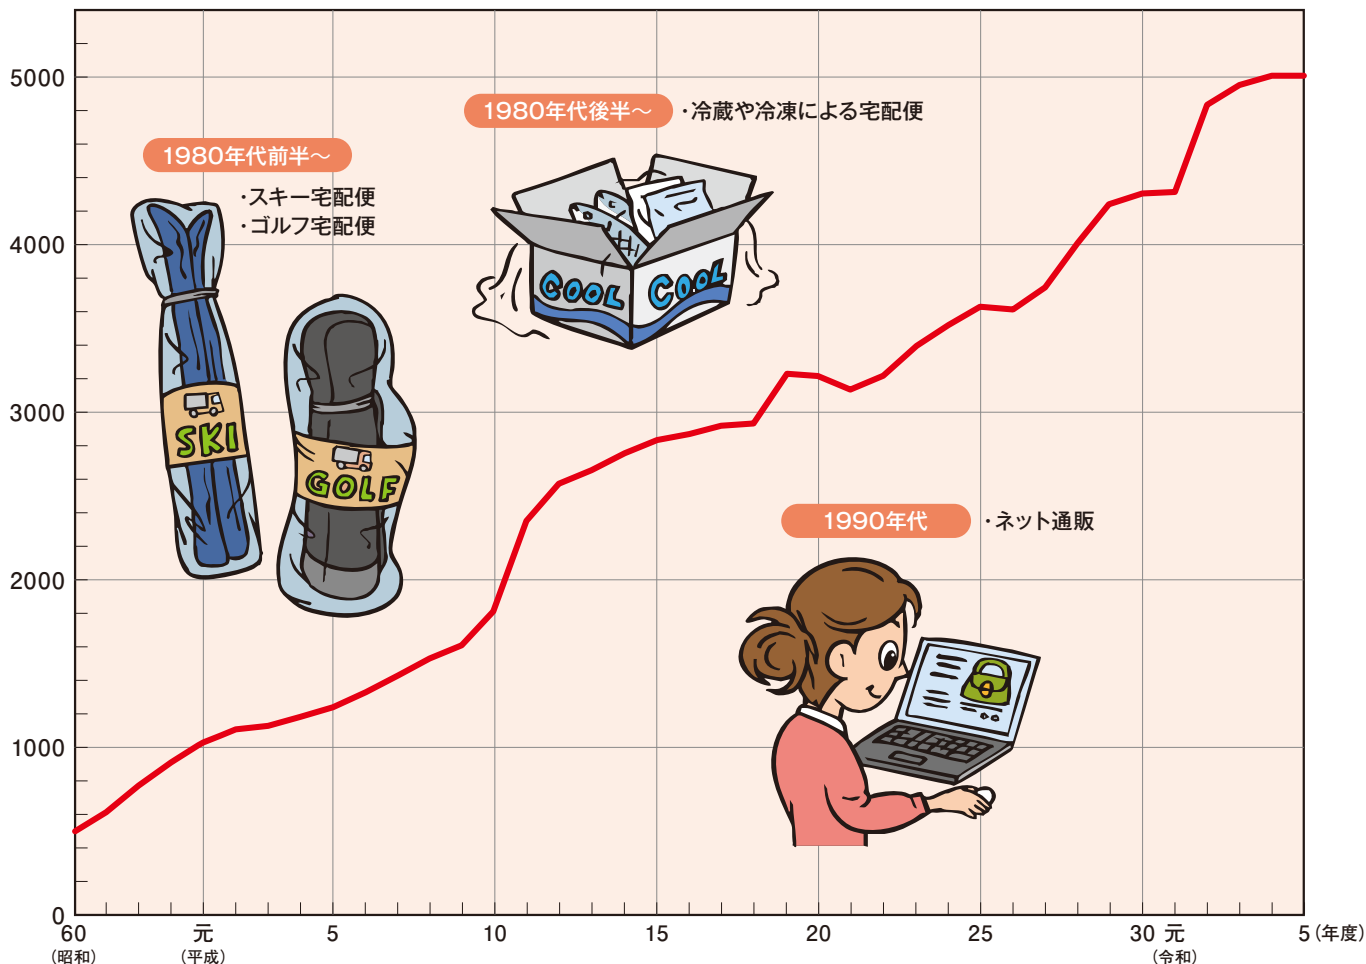 5000
4000
3000
2000
1000
0
1980年代前半～
・スキー宅配便
・ゴルフ宅配便
SKI
GOLF
1980年代後半～ ・冷蔵や冷凍による宅配便
COOL COOL
1990年代 ・ネット通販
60 元 5 10 15 20 25 30 元 5 (年度)
(昭和) (平成) (令和)